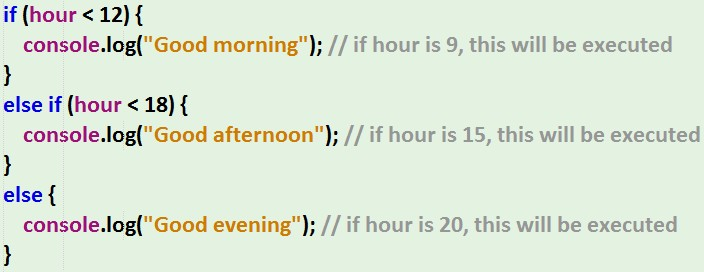 if (hour < 12) {
console.log("Good morning"); // if hour is 9, this will be executed
}
else if (hour < 18) {
console.log("Good afternoon"); // if hour is 15, this will be executed
}
else {
console.log("Good evening"); // if hour is 20, this will be executed
}